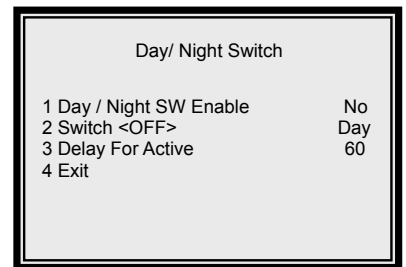 Day/ Night Switch
1 Day / Night SW Enable No
2 Switch <OFF> Day
3 Delay For Active 60
4 Exit